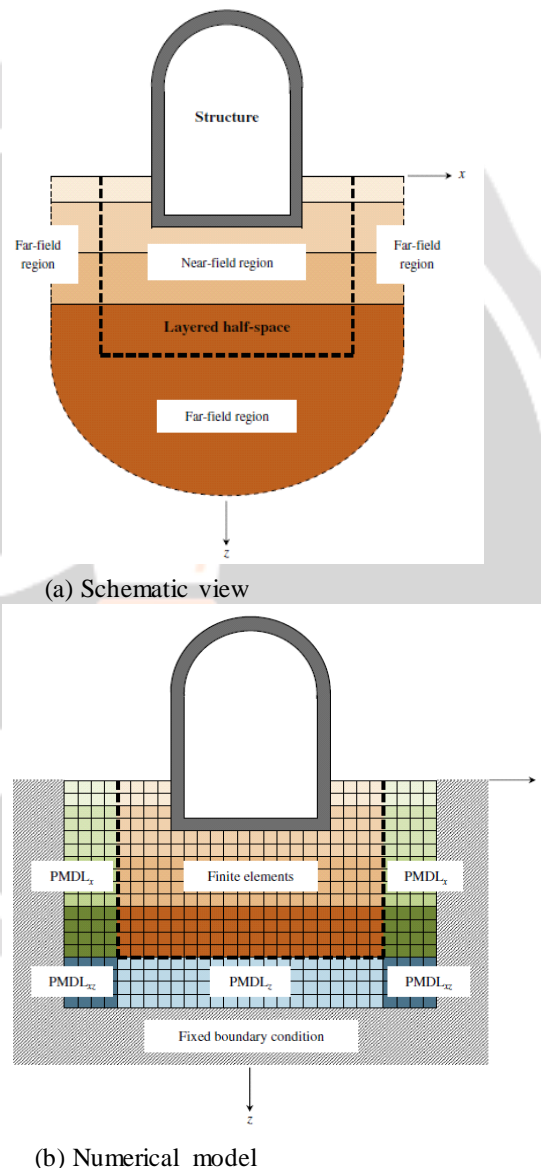 Structure
x
Far-field
region
Near-field region
Far-field
region
Layered half-space
Far-field region
z
(a) Schematic view
PMDLx
Finite elements
PMDLx
PMDLxz
PMDLz
PMDLxz
Fixed boundary condition
z
(b) Numerical model